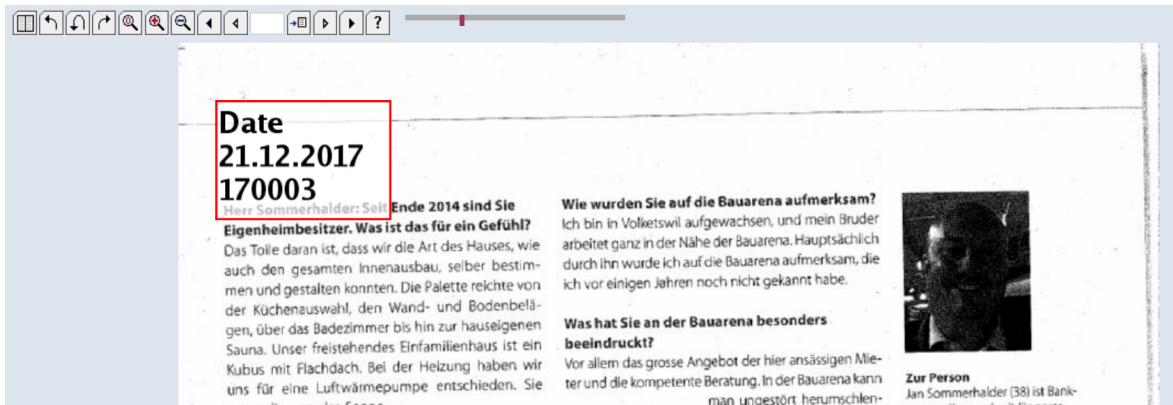 Date
21.12.2017
170003
Herr Sommerhalder: Seit Ende 2014 sind Sie
Eigenheimbesitzer. Was ist das für ein Gefühl?
Das Tolle daran ist, dass wir die Art des Hauses, wie
auch den gesamten Innenausbau, selber bestim-
men und gestalten konnten. Die Palette reichte von
der Küchenauswahl, den Wand- und Bodenbelä-
gen, über das Badezimmer bis hin zur hauseigenen
Sauna. Unser freistehendes Einfamilienhaus ist ein
Kubus mit Flachdach. Bei der Heizung haben wir
uns für eine Luftwärmepumpe entschieden. Sie
Wie wurden Sie auf die Bauarena aufmerksam?
Ich bin in Volketswil aufgewachsen, und mein Bruder
arbeitet ganz in der Nähe der Bauarena. Hauptsächlich
durch ihn wurde ich auf die Bauarena aufmerksam, die
ich vor einigen Jahren noch nicht gekannt habe.
Was hat Sie an der Bauarena besonders
beeindruckt?
Vor allem das grosse Angebot der hier ansässigen Mie-
ter und die kompetente Beratung. In der Bauarena kann
man ungestört herumschlen-
Zur Person
Jan Sommerhalder (38) ist Bank-